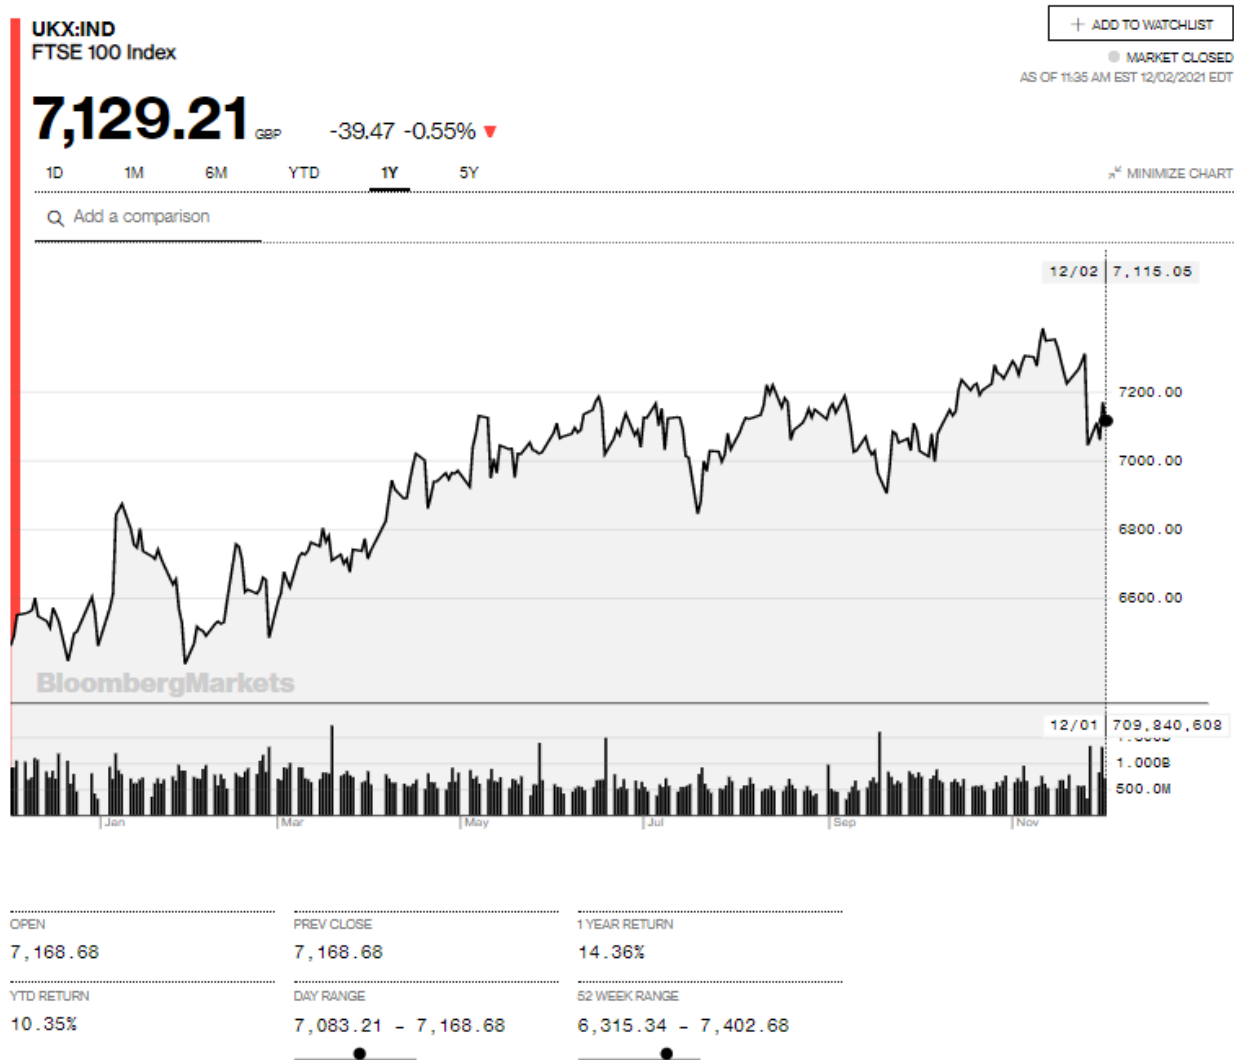 UKX:IND
FTSE 100 Index
+ ADD TO WATCHLIST
MARKET CLOSED
AS OF 11:35 AM EST 12/02/2021 EDT
7,129.21 GBP -39.47 -0.55%
1D 1M 6M YTD 1Y 5Y
MINIMIZE CHART
Add a comparison
12/02 7,115.05
7200.00
7000.00
6800.00
6600.00
BloombergMarkets
12/01 709,840,608
1.000B
500.0M
Jan Mar May Jul Sep Nov
OPEN PREV CLOSE 1 YEAR RETURN
7,168.68 7,168.68 14.36%
YTD RETURN DAY RANGE 52 WEEK RANGE
10.35% 7,083.21 - 7,168.68 6,315.34 - 7,402.68